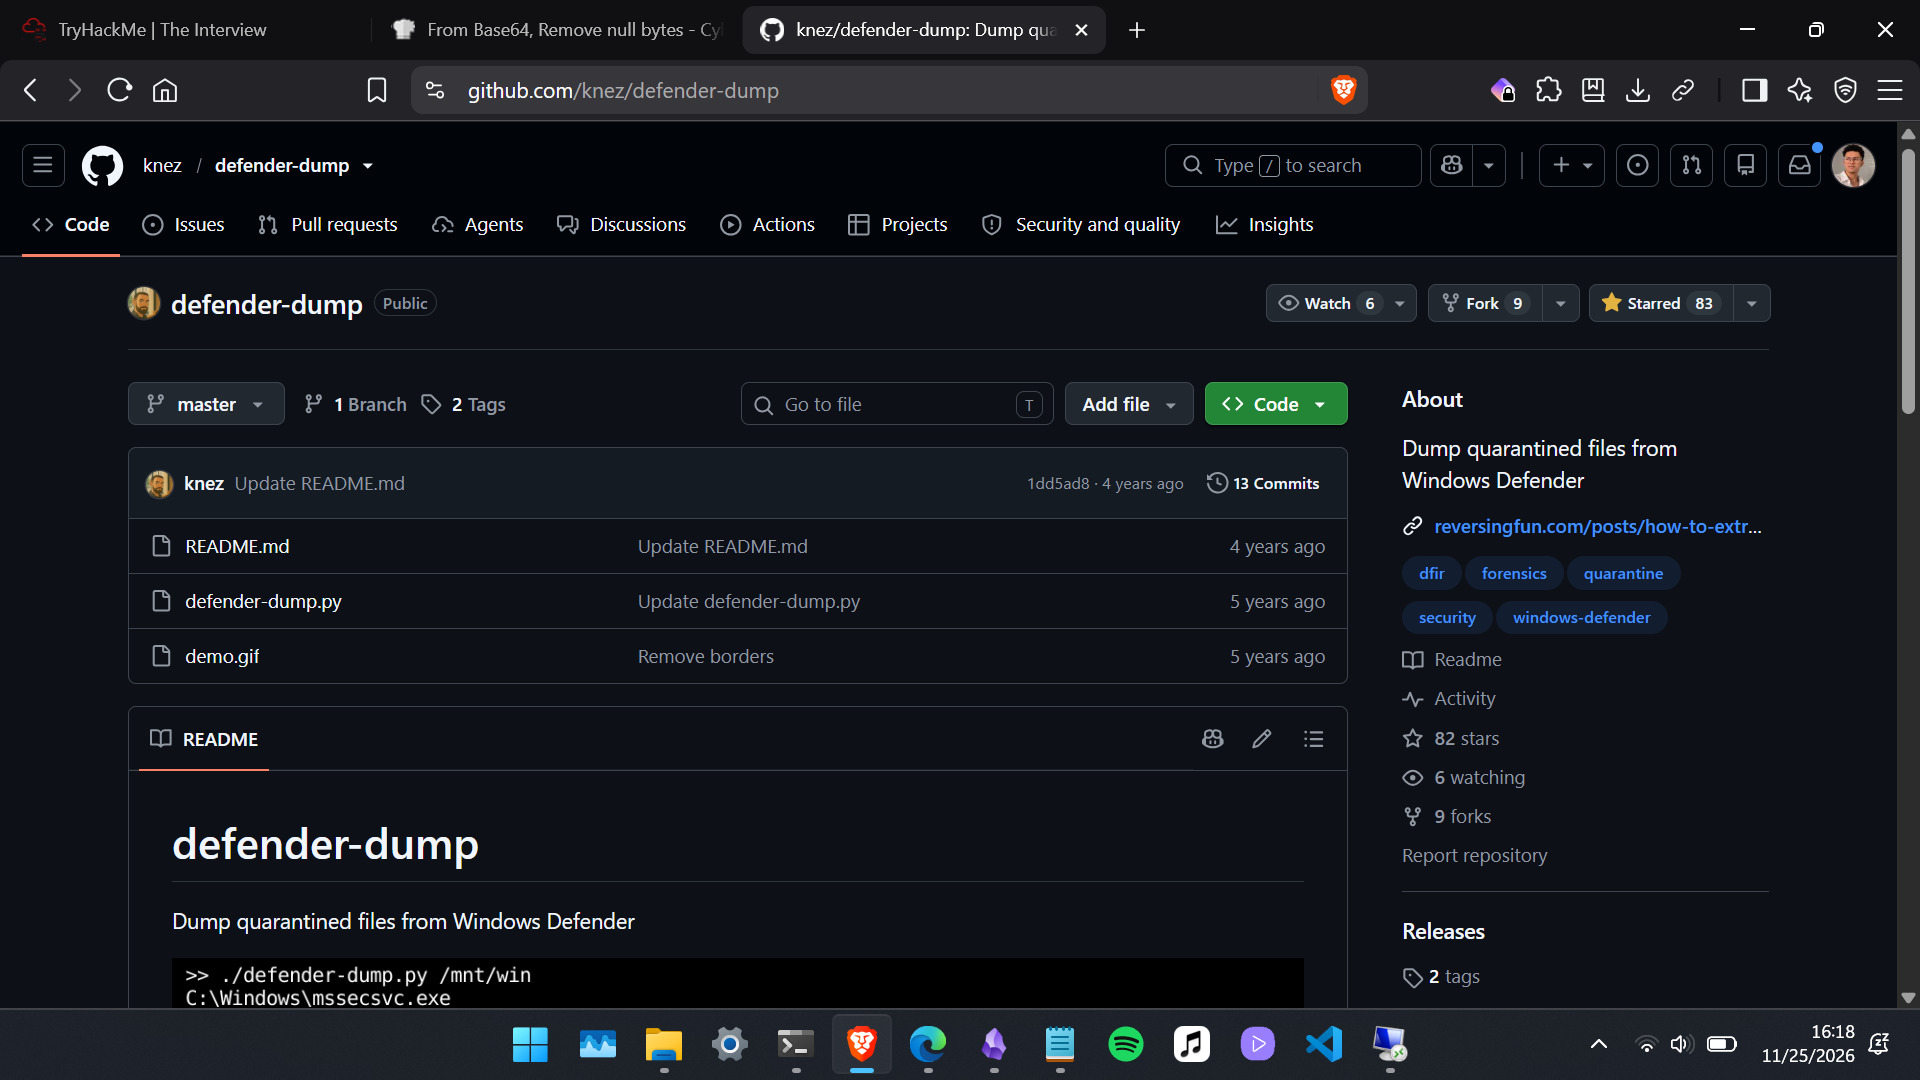 TryHackMe | The Interview
From Base64, Remove null bytes - Cyb
knez/defender-dump: Dump qua
github.com/knez/defender-dump
knez / defender-dump
Type / to search
Code
Issues
Pull requests
Agents
Discussions
Actions
Projects
Security and quality
Insights
defender-dump Public
Watch 6
Fork 9
Starred 83
master
1 Branch
2 Tags
Go to file T
Add file
Code
knez Update README.md 1dd5ad8 · 4 years ago 13 Commits
README.md Update README.md 4 years ago
defender-dump.py Update defender-dump.py 5 years ago
demo.gif Remove borders 5 years ago
README
defender-dump
Dump quarantined files from Windows Defender
>> ./defender-dump.py /mnt/win
C:\Windows\mssecsvc.exe
About
Dump quarantined files from
Windows Defender
reversingfun.com/posts/how-to-extr...
dfir forensics quarantine
security windows-defender
Readme
Activity
82 stars
6 watching
9 forks
Report repository
Releases
2 tags
16:18
11/25/2026